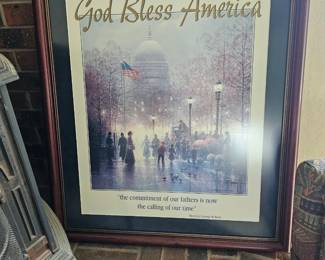 God Bless America
"the commitment of our fathers is now
the calling of our time."